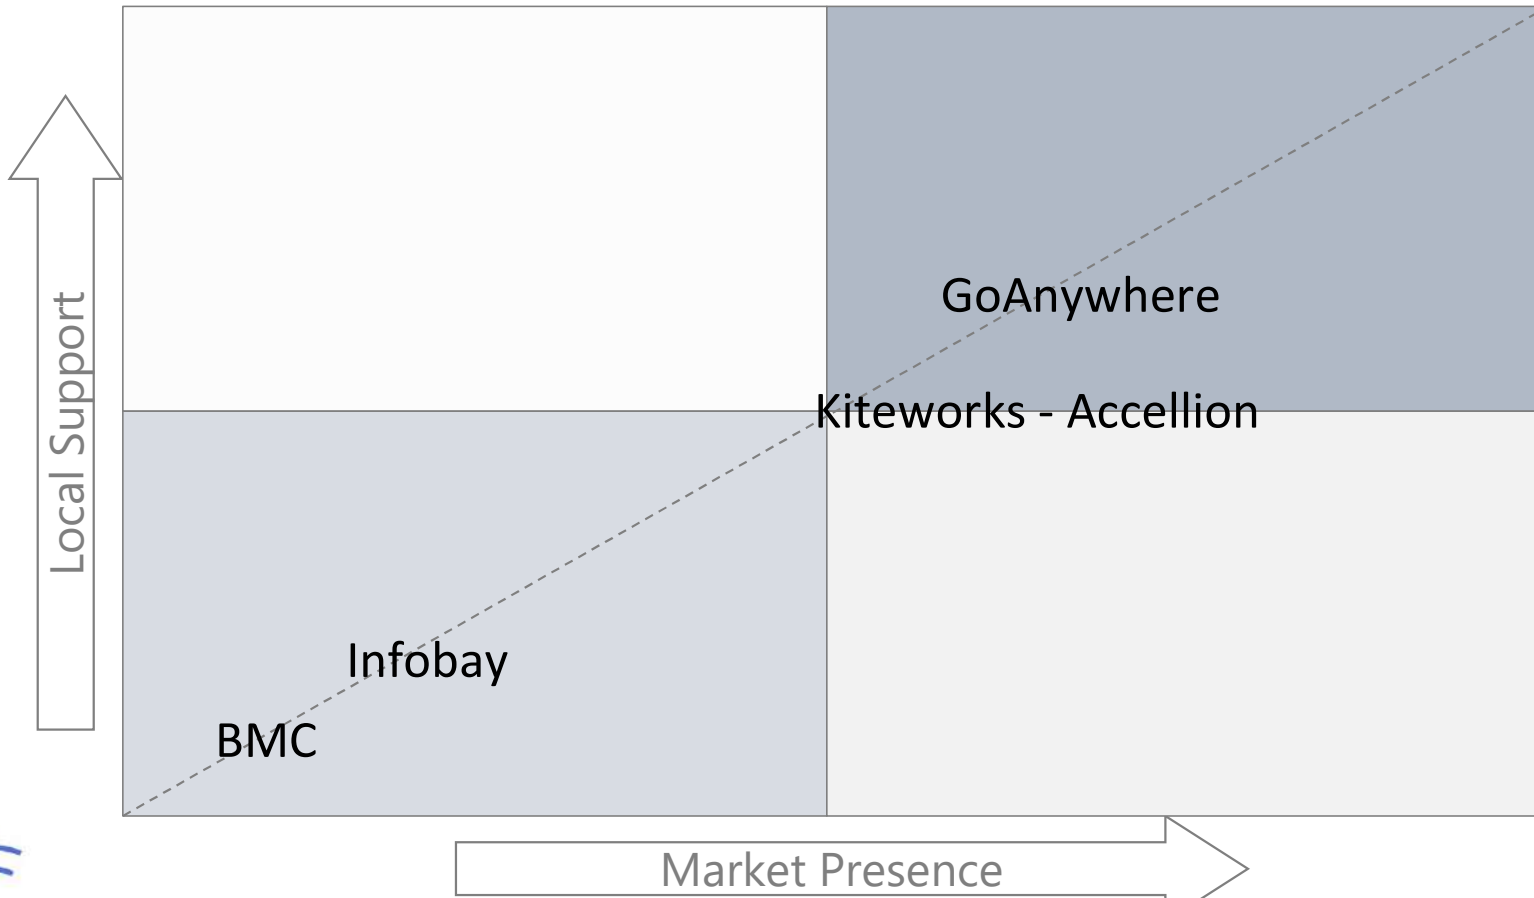 Local Support
GoAnywhere
Kiteworks - Accellion
Infobay
BMC
Market Presence